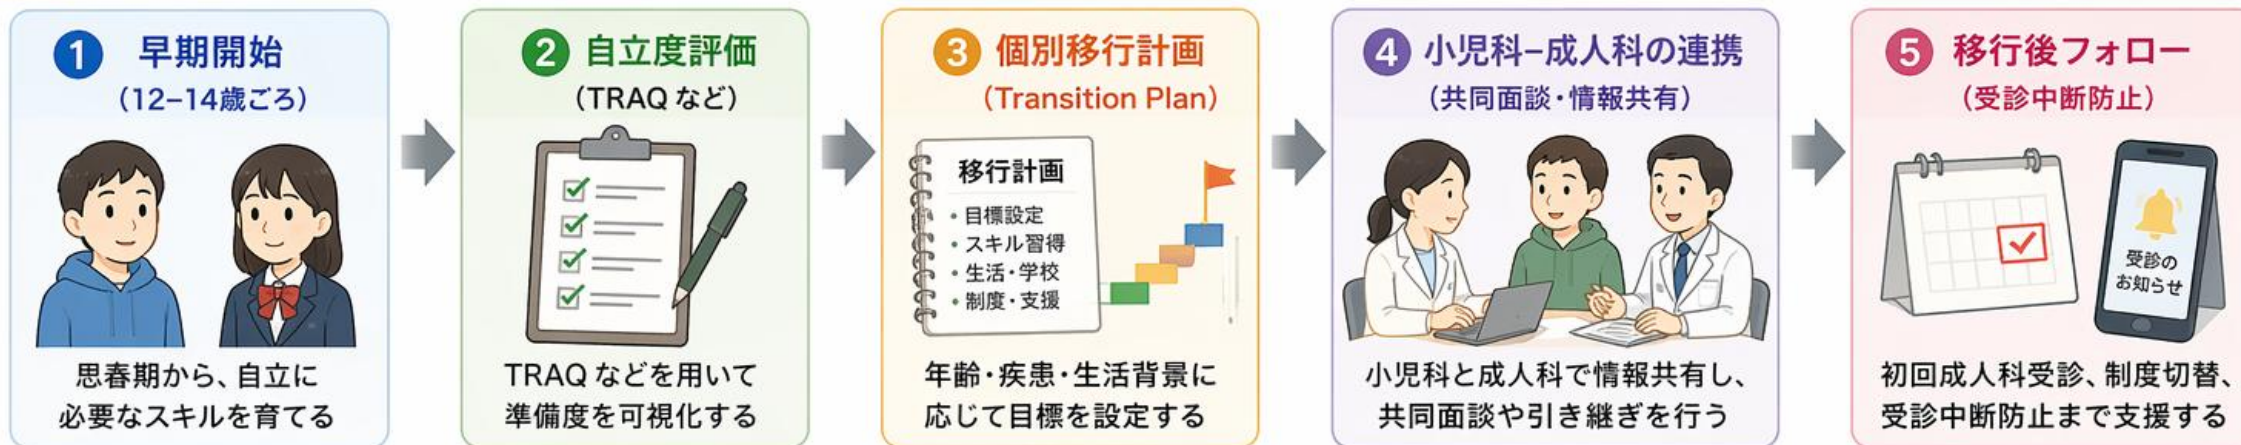 1 早期開始
(12–14歳ごろ)
思春期から、自立に
必要なスキルを育てる
2 自立度評価
(TRAQ など)
TRAQ などを用いて
準備度を可視化する
3 個別移行計画
(Transition Plan)
移行計画
・目標設定
・スキル習得
・生活・学校
・制度・支援
年齢・疾患・生活背景に
応じて目標を設定する
4 小児科–成人科の連携
(共同面談・情報共有)
小児科と成人科で情報共有し、
共同面談や引き継ぎを行う
5 移行後フォロー
(受診中断防止)
受診の
お知らせ
初回成人科受診、制度切替、
受診中断防止まで支援する